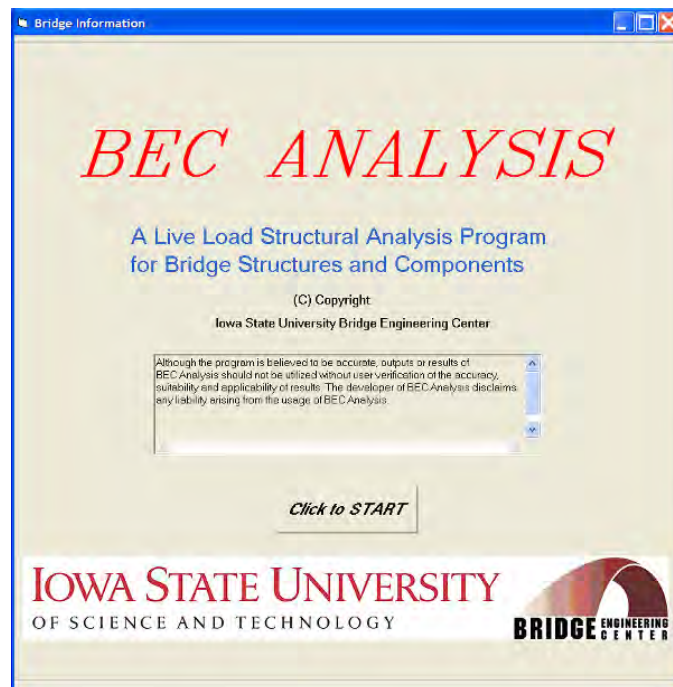 Bridge Information
BEC ANALYSIS
A Live Load Structural Analysis Program
for Bridge Structures and Components
(C) Copyright
Iowa State University Bridge Engineering Center
Although the program is believed to be accurate, outputs or results of
BEC Analysis should not be utilized without user verification of the accuracy,
suitability and applicability of results. The developer of BEC Analysis disclaims
any liability arising from the usage of BEC Analysis.
Click to START
IOWA STATE UNIVERSITY
OF SCIENCE AND TECHNOLOGY
BRIDGE ENGINEERING
CENTER